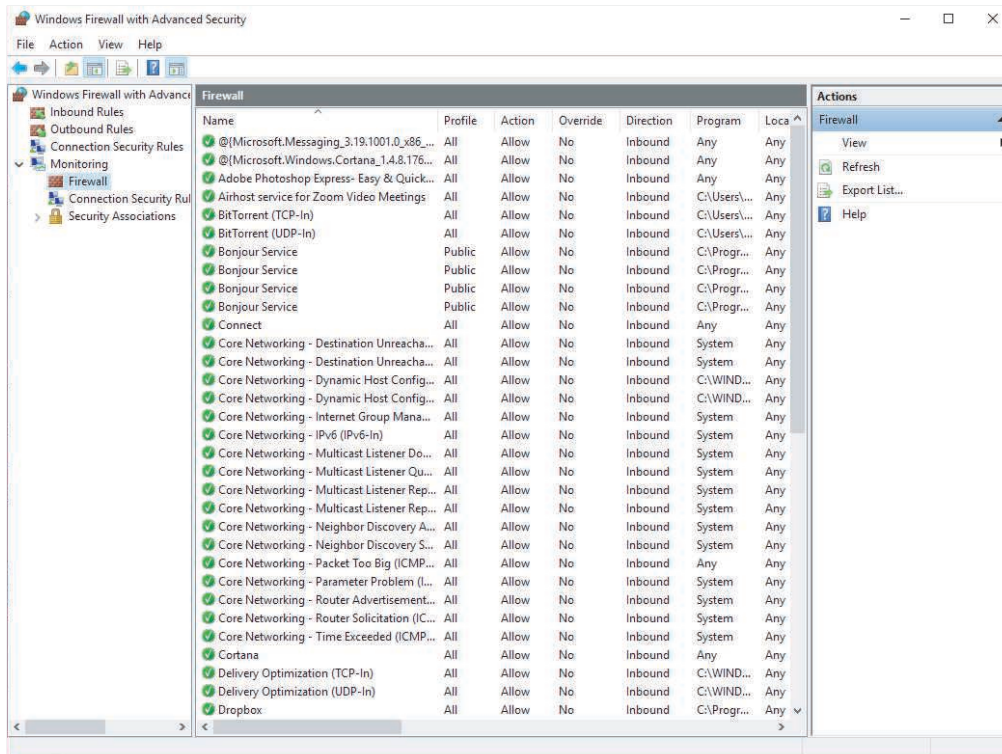 Windows Firewall with Advanced Security
File Action View Help
Windows Firewall with Advance
Inbound Rules
Outbound Rules
Connection Security Rules
Monitoring
Firewall
Connection Security Rul
Security Associations
Firewall
Name Profile Action Override Direction Program Loca
@{Microsoft.Messaging_3.19.1001.0_x86_... All Allow No Inbound Any Any
@{Microsoft.Windows.Cortana_1.4.8.176... All Allow No Inbound Any Any
Adobe Photoshop Express- Easy & Quick... All Allow No Inbound Any Any
Airhost service for Zoom Video Meetings All Allow No Inbound C:\Users\... Any
BitTorrent (TCP-In) All Allow No Inbound C:\Users\... Any
BitTorrent (UDP-In) All Allow No Inbound C:\Users\... Any
Bonjour Service Public Allow No Inbound C:\Progr... Any
Bonjour Service Public Allow No Inbound C:\Progr... Any
Bonjour Service Public Allow No Inbound C:\Progr... Any
Bonjour Service Public Allow No Inbound C:\Progr... Any
Connect All Allow No Inbound Any Any
Core Networking - Destination Unreacha... All Allow No Inbound System Any
Core Networking - Destination Unreacha... All Allow No Inbound System Any
Core Networking - Dynamic Host Config... All Allow No Inbound C:\WIND... Any
Core Networking - Dynamic Host Config... All Allow No Inbound C:\WIND... Any
Core Networking - Internet Group Mana... All Allow No Inbound System Any
Core Networking - IPv6 (IPv6-In) All Allow No Inbound System Any
Core Networking - Multicast Listener Do... All Allow No Inbound System Any
Core Networking - Multicast Listener Qu... All Allow No Inbound System Any
Core Networking - Multicast Listener Rep... All Allow No Inbound System Any
Core Networking - Multicast Listener Rep... All Allow No Inbound System Any
Core Networking - Neighbor Discovery A... All Allow No Inbound System Any
Core Networking - Neighbor Discovery S... All Allow No Inbound System Any
Core Networking - Packet Too Big (ICMP... All Allow No Inbound Any Any
Core Networking - Parameter Problem (I... All Allow No Inbound System Any
Core Networking - Router Advertisement... All Allow No Inbound System Any
Core Networking - Router Solicitation (IC... All Allow No Inbound System Any
Core Networking - Time Exceeded (ICMP... All Allow No Inbound System Any
Cortana All Allow No Inbound Any Any
Delivery Optimization (TCP-In) All Allow No Inbound C:\WIND... Any
Delivery Optimization (UDP-In) All Allow No Inbound C:\WIND... Any
Dropbox All Allow No Inbound C:\Progr... Any
Actions
Firewall
View
Refresh
Export List...
Help